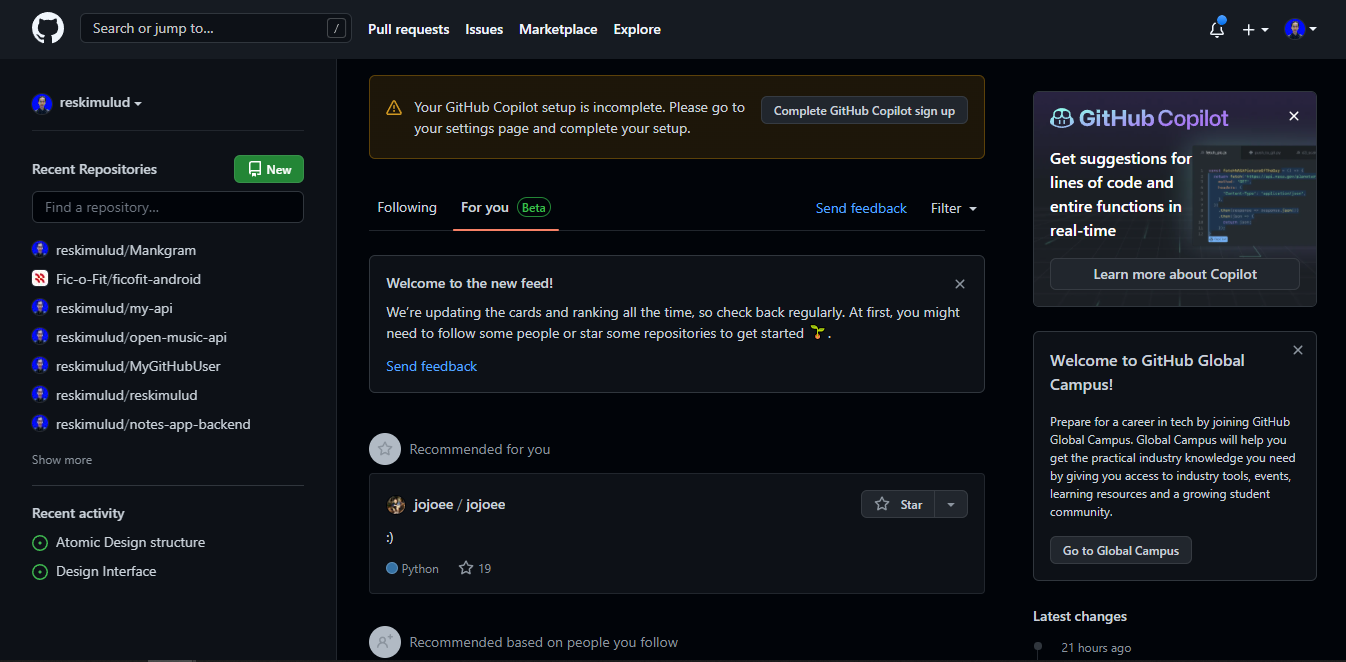 Search or jump to...
/
Pull requests
Issues
Marketplace
Explore
reskimulud
Recent Repositories
New
Find a repository...
reskimulud/Mankgram
Fic-o-Fit/ficofit-android
reskimulud/my-api
reskimulud/open-music-api
reskimulud/MyGitHubUser
reskimulud/reskimulud
reskimulud/notes-app-backend
Show more
Recent activity
Atomic Design structure
Design Interface
Your GitHub Copilot setup is incomplete. Please go to
your settings page and complete your setup.
Complete GitHub Copilot sign up
Following
For you
Beta
Send feedback
Filter
Welcome to the new feed!
We’re updating the cards and ranking all the time, so check back regularly. At first, you might
need to follow some people or star some repositories to get started 🌱.
Send feedback
Recommended for you
jojoee / jojoee
Star
:)
Python
19
Recommended based on people you follow
GitHub Copilot
Get suggestions for
lines of code and
entire functions in
real-time
Learn more about Copilot
Welcome to GitHub Global
Campus!
Prepare for a career in tech by joining GitHub
Global Campus. Global Campus will help you
get the practical industry knowledge you need
by giving you access to industry tools, events,
learning resources and a growing student
community.
Go to Global Campus
Latest changes
21 hours ago